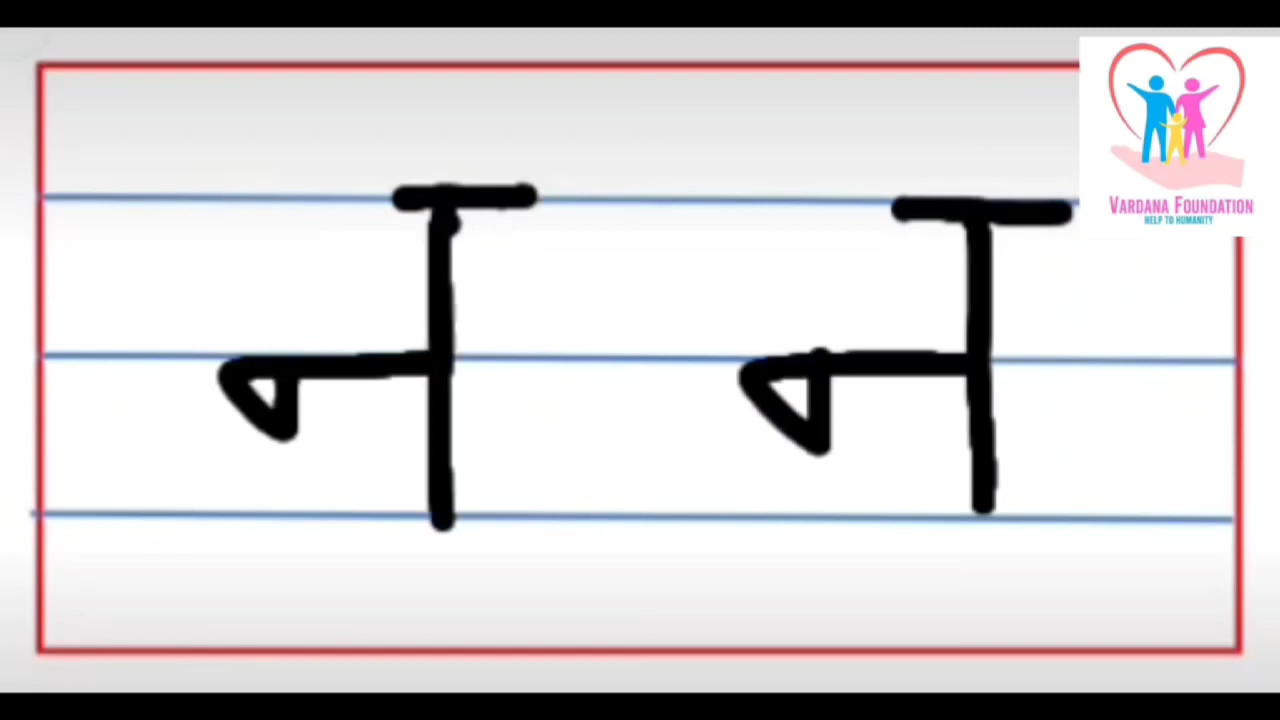 ਜ ਜ
VARDANA FOUNDATION
HELP TO HUMANITY